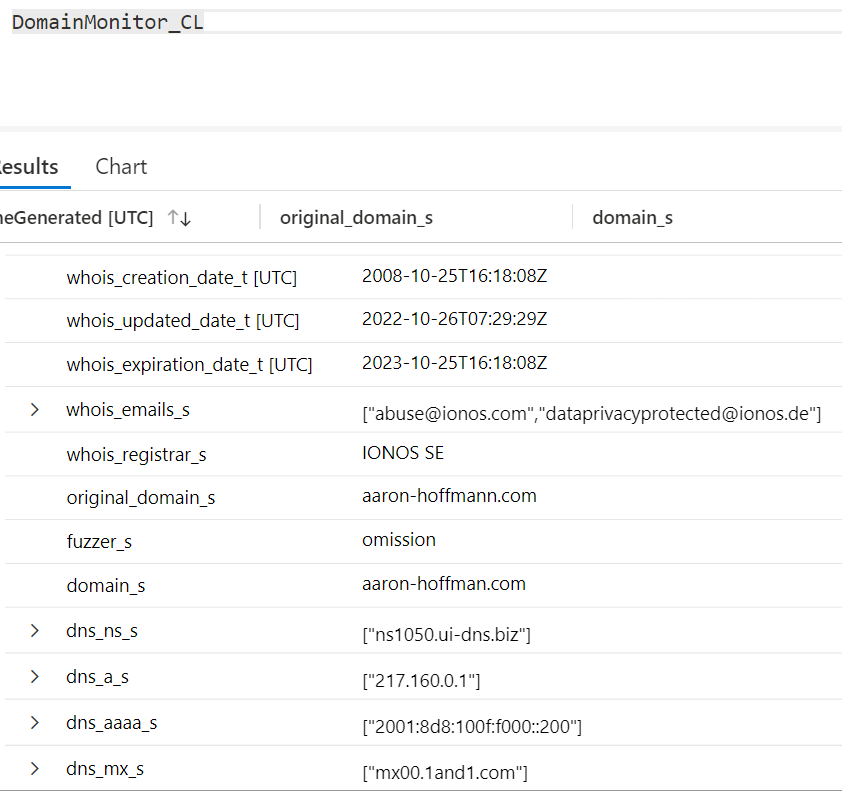 DomainMonitor_CL
Results Chart
neGenerated [UTC] ↑↓ original_domain_s domain_s
whois_creation_date_t [UTC] 2008-10-25T16:18:08Z
whois_updated_date_t [UTC] 2022-10-26T07:29:29Z
whois_expiration_date_t [UTC] 2023-10-25T16:18:08Z
whois_emails_s ["abuse@ionos.com","dataprivacyprotected@ionos.de"]
whois_registrar_s IONOS SE
original_domain_s aaron-hoffmann.com
fuzzer_s omission
domain_s aaron-hoffman.com
dns_ns_s ["ns1050.ui-dns.biz"]
dns_a_s ["217.160.0.1"]
dns_aaaa_s ["2001:8d8:100f:f000::200"]
dns_mx_s ["mx00.1and1.com"]